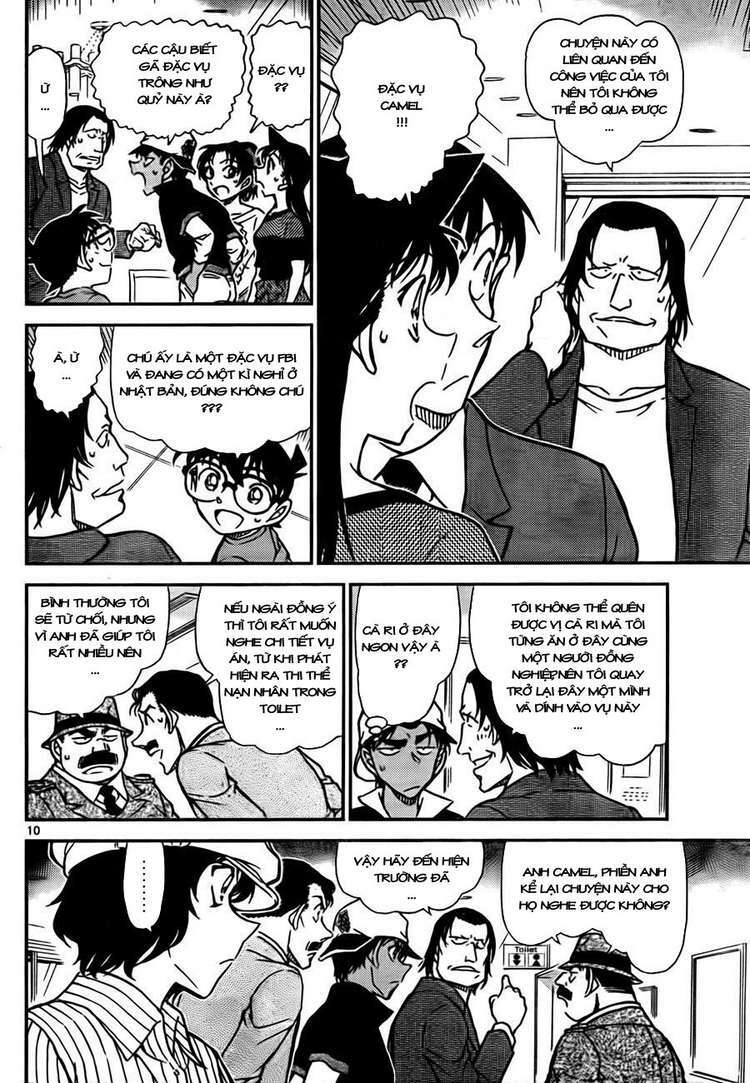 CHUYỆN NÀY CÓ
LIÊN QUAN ĐẾN
CÔNG VIỆC CỦA TÔI
NÊN TÔI KHÔNG
THỂ BỎ QUA ĐƯỢC
...
ĐẶC VỤ
CAMEL
!!!
ĐẶC VỤ
??
CÁC CẬU BIẾT
GÃ ĐẶC VỤ
TRÔNG NHƯ
QUỶ NÀY Á?
Ừ
...
CHÚ ẤY LÀ MỘT ĐẶC VỤ FBI
VÀ ĐANG CÓ MỘT KÌ NGHỈ Ở
NHẬT BẢN, ĐÚNG KHÔNG CHÚ
???
À, Ừ
...
TÔI KHÔNG THỂ QUÊN
ĐƯỢC VỊ CÀ RI MÀ TÔI
TỪNG ĂN Ở ĐÂY CÙNG
MỘT NGƯỜI ĐỒNG
NGHIỆP.NÊN TÔI QUAY
TRỞ LẠI ĐÂY MỘT MÌNH
VÀ DÍNH VÀO VỤ NÀY
...
CÀ RI Ở ĐÂY
NGON VẬY À
??
NẾU NGÀI ĐỒNG Ý
THÌ TÔI RẤT MUỐN
NGHE CHI TIẾT VỤ
ÁN, TỪ KHI PHÁT
HIỆN RA THI THỂ
NẠN NHÂN TRONG
TOILET
...
BÌNH THƯỜNG TÔI
SẼ TỪ CHỐI, NHƯNG
VÌ ANH ĐÃ GIÚP TÔI
RẤT NHIỀU NÊN
...
10
ANH CAMEL, PHIỀN ANH
KỂ LẠI CHUYỆN NÀY CHO
HỌ NGHE ĐƯỢC KHÔNG?
Toilet
VẬY HÃY ĐẾN HIỆN
TRƯỜNG ĐÃ
...
......